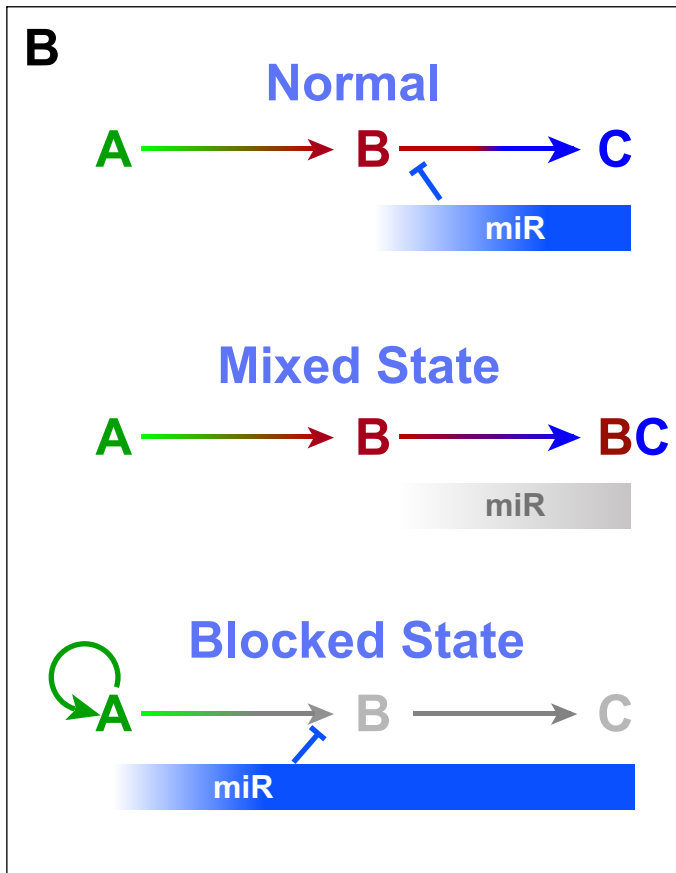 B
Normal
A B C
miR
Mixed State
A B BC
miR
Blocked State
A B C
miR